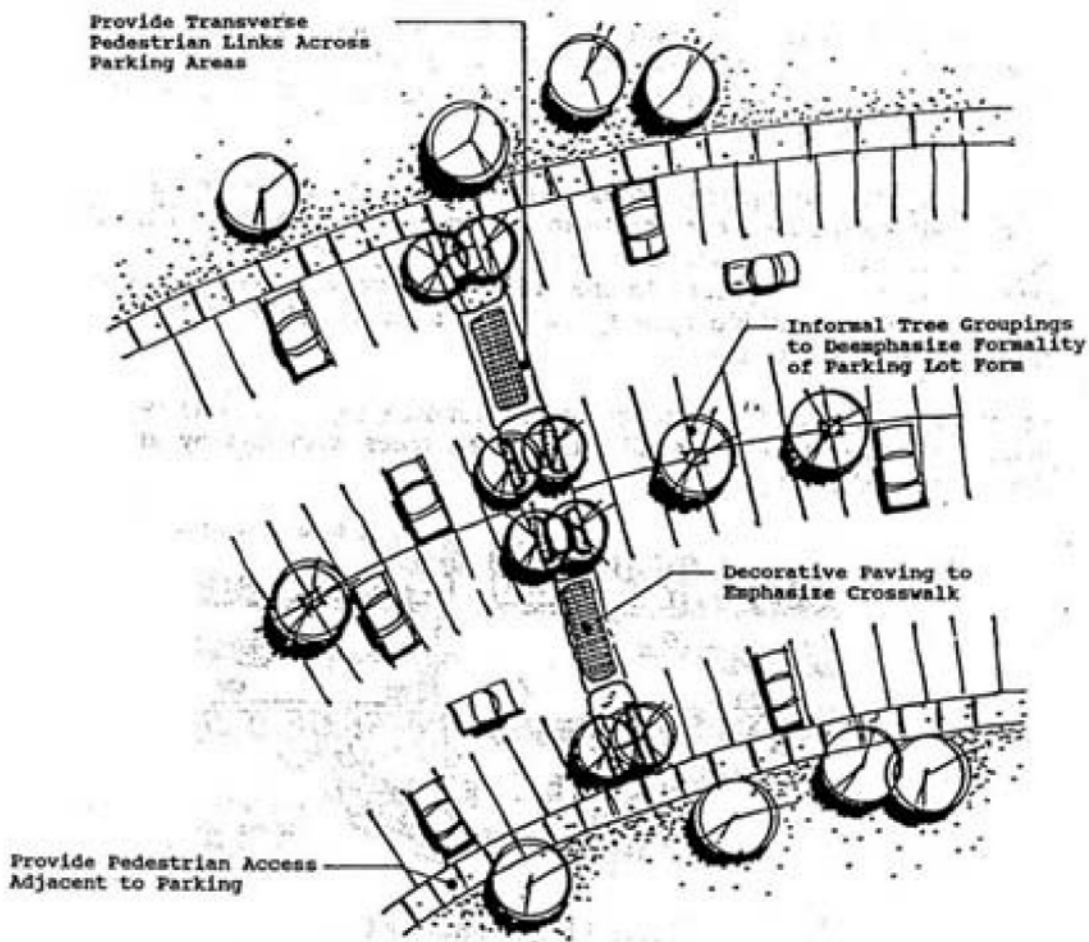 Provide Transverse
Pedestrian Links Across
Parking Areas
Informal Tree Groupings
to Deemphasize Formality
of Parking Lot Form
Decorative Paving to
Emphasize Crosswalk
Provide Pedestrian Access
Adjacent to Parking